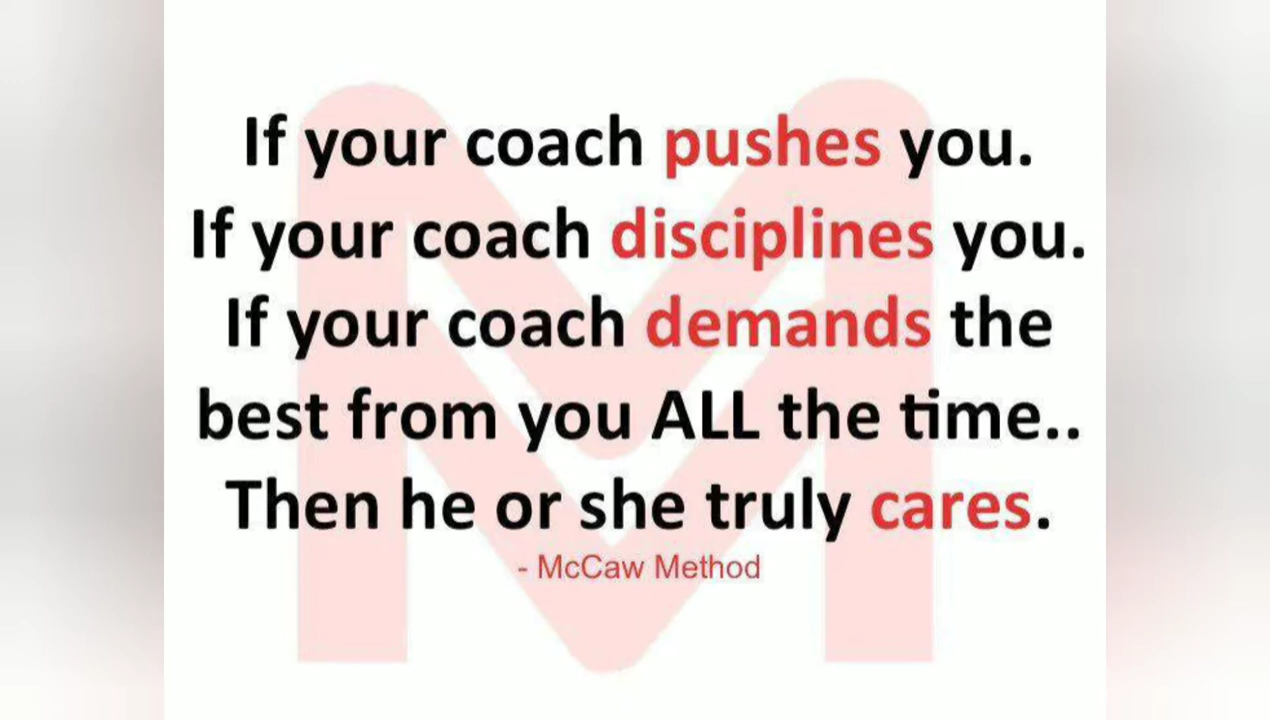 If your coach pushes you.
If your coach disciplines you.
If your coach demands the
best from you ALL the time..
Then he or she truly cares.
- McCaw Method